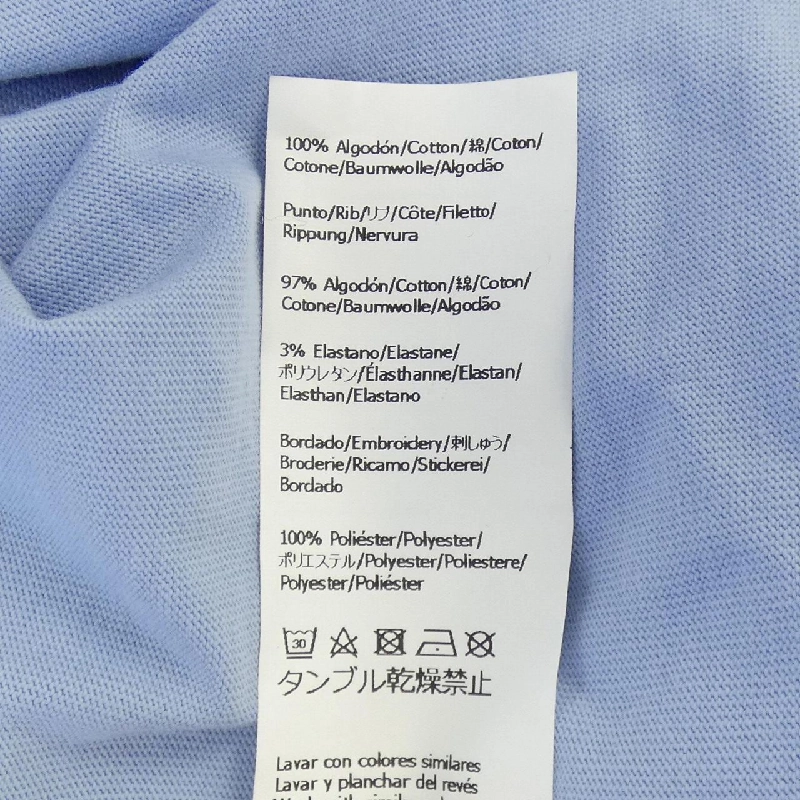 100% Algodón/Cotton/綿/Coton/
Cotone/Baumwolle/Algodão
Punto/Rib/リブ/Côte/Filetto/
Rippung/Nervura
97% Algodón/Cotton/綿/Coton/
Cotone/Baumwolle/Algodão
3% Elastano/Elastane/
ポリウレタン/Élasthanne/Elastan/
Elasthan/Elastano
Bordado/Embroidery/刺しゅう/
Broderie/Ricamo/Stickerei/
Bordado
100% Poliéster/Polyester/
ポリエステル/Polyester/Poliestere/
Polyester/Poliéster
30
タンブル乾燥禁止
Lavar con colores similares
Lavar y planchar del revés